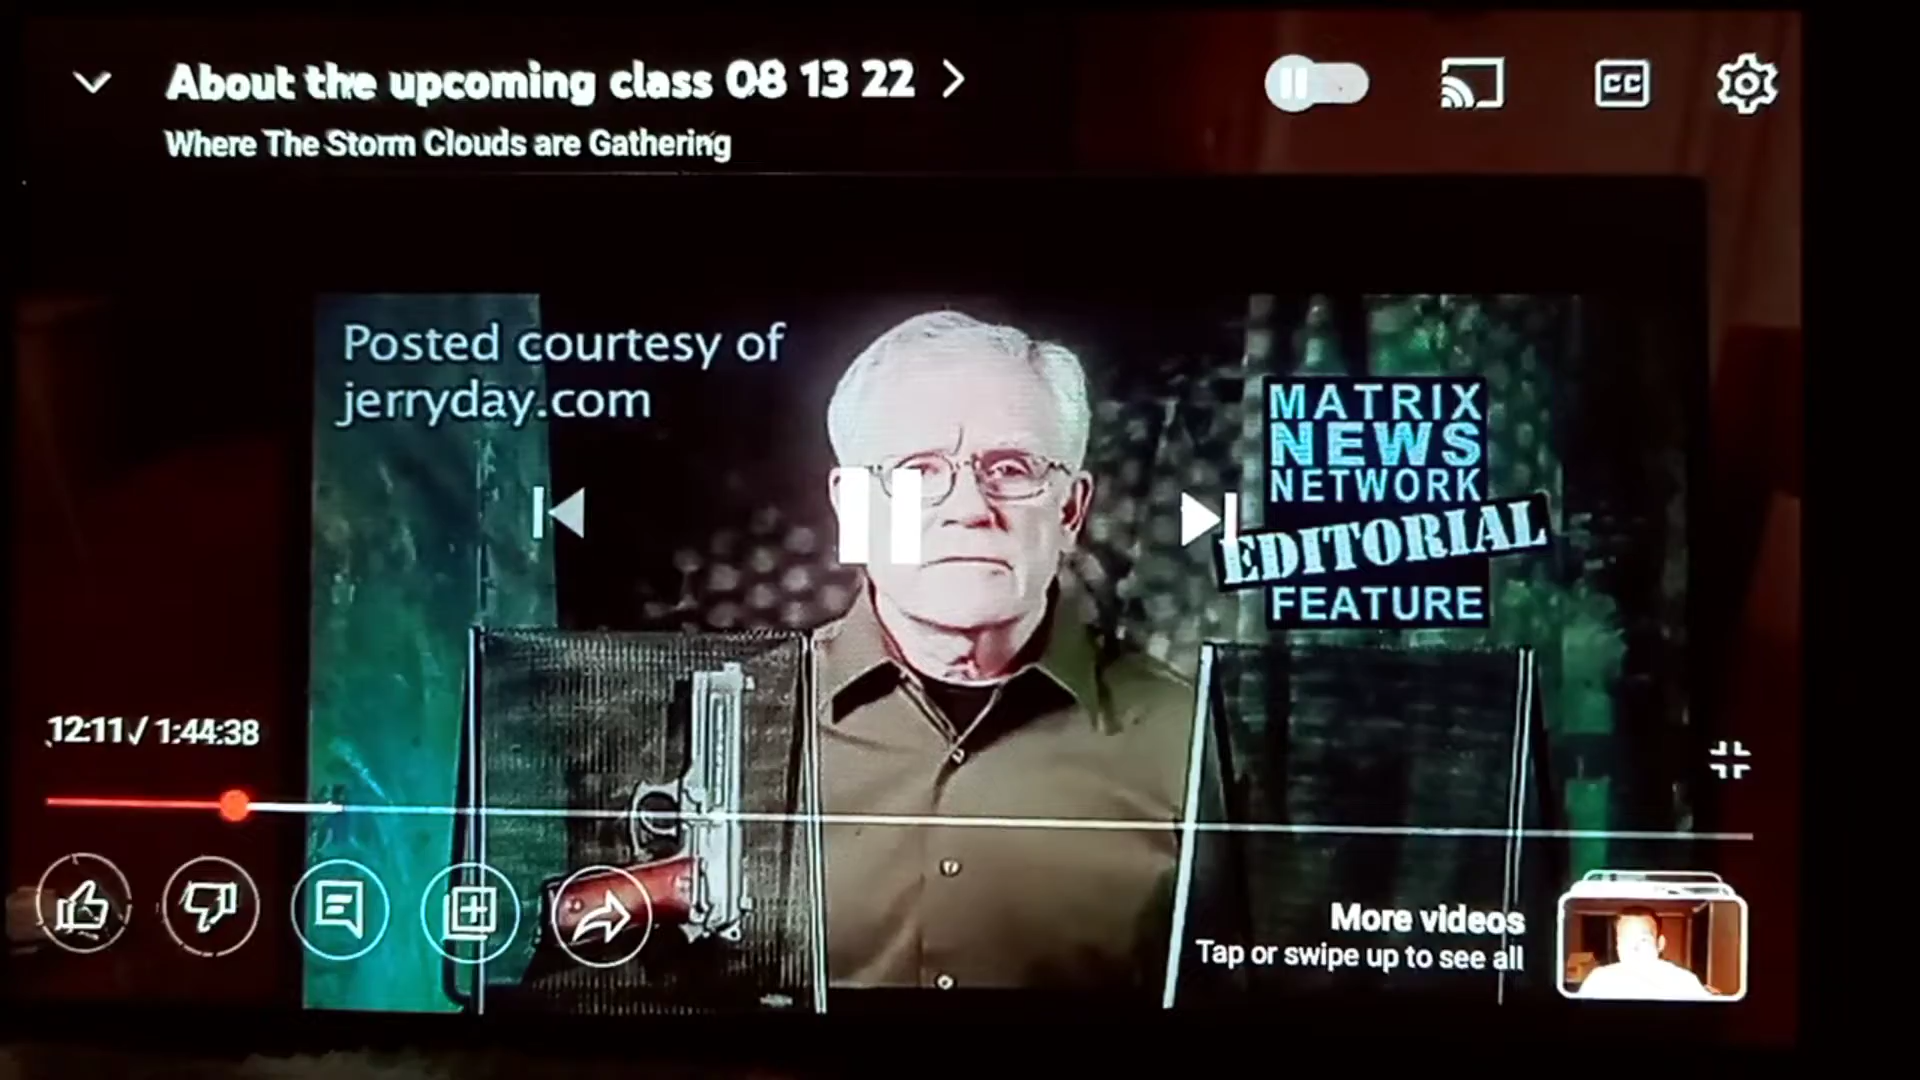 About the upcoming class 08 13 22
Where The Storm Clouds are Gathering
CC
Posted courtesy of
jerryday.com
MATRIX
NEWS
NETWORK
EDITORIAL
FEATURE
12:11 / 1:44:38
More videos
Tap or swipe up to see all